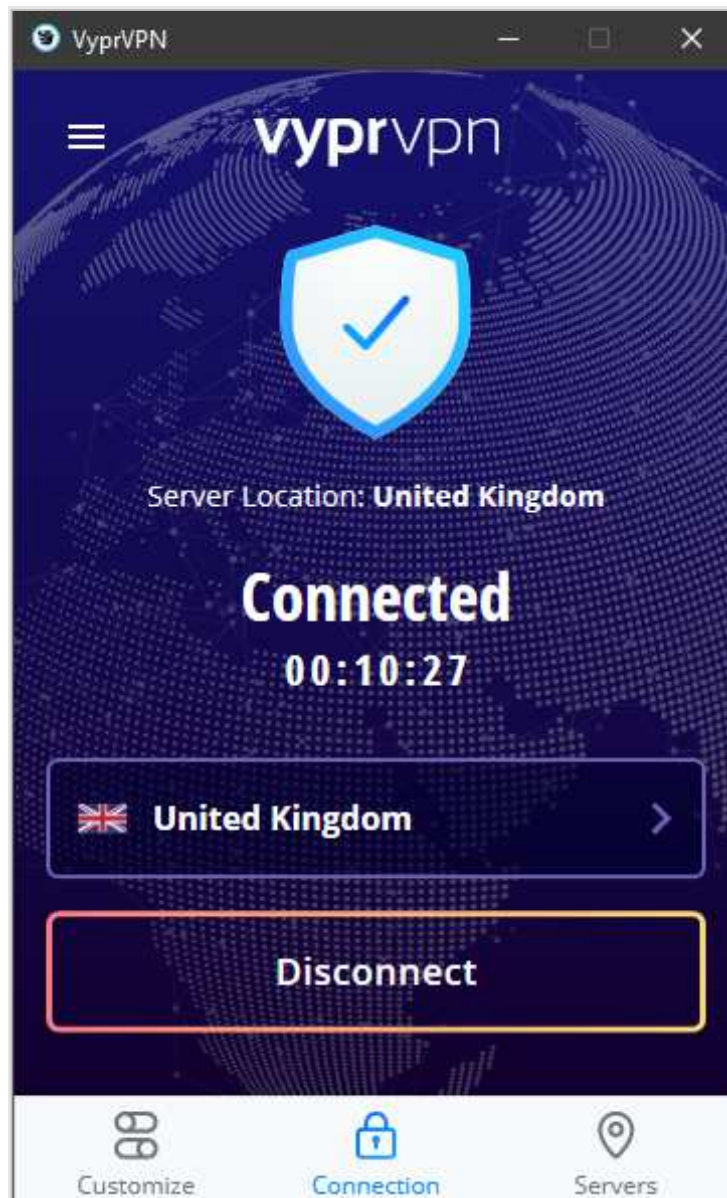 VyprVPN
vyprvpn
Server Location: United Kingdom
Connected
00:10:27
United Kingdom
Disconnect
Customize
Connection
Servers